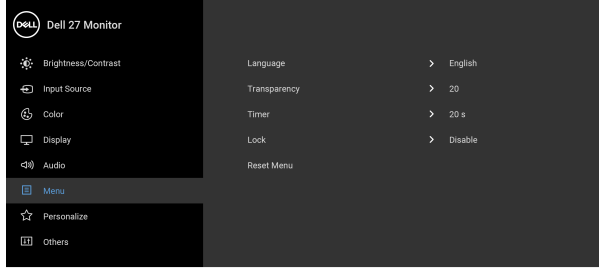 DELL Dell 27 Monitor
Brightness/Contrast
Input Source
Color
Display
Audio
Menu
Personalize
Others
Language > English
Transparency > 20
Timer > 20 s
Lock > Disable
Reset Menu